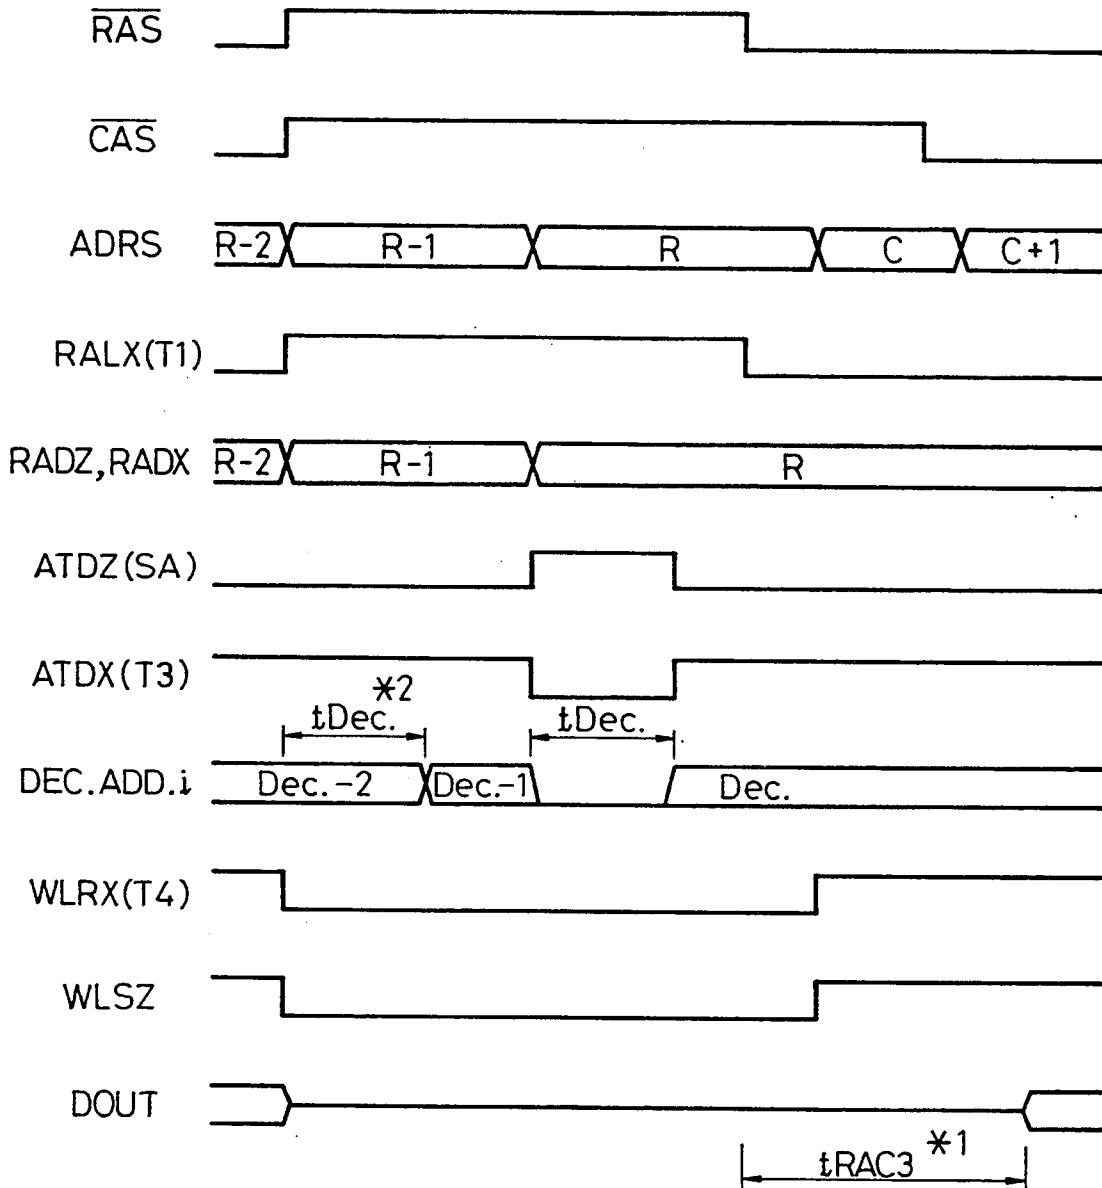 RAS
CAS
ADRS R-2 R-1 R C C+1
RALX(T1)
RADZ,RADX R-2 R-1 R
ATDZ(SA)
ATDX(T3)
tDec. *2 tDec.
DEC.ADD.i Dec.-2 Dec.-1 Dec.
WLRX(T4)
WLSZ
DOUT
tRAC3 *1